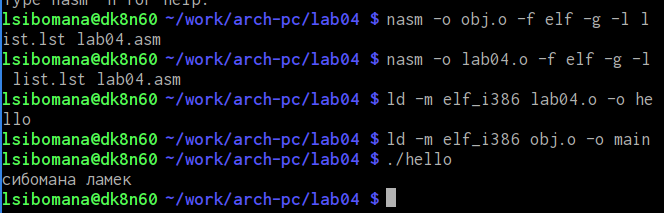 Type nasm -h for help.
lsibomana@dk8n60 ~/work/arch-pc/lab04 $ nasm -o obj.o -f elf -g -l l
ist.lst lab04.asm
lsibomana@dk8n60 ~/work/arch-pc/lab04 $ nasm -o lab04.o -f elf -g -l
 list.lst lab04.asm
lsibomana@dk8n60 ~/work/arch-pc/lab04 $ ld -m elf_i386 lab04.o -o he
llo
lsibomana@dk8n60 ~/work/arch-pc/lab04 $ ld -m elf_i386 obj.o -o main
lsibomana@dk8n60 ~/work/arch-pc/lab04 $ ./hello
сибомана ламек
lsibomana@dk8n60 ~/work/arch-pc/lab04 $